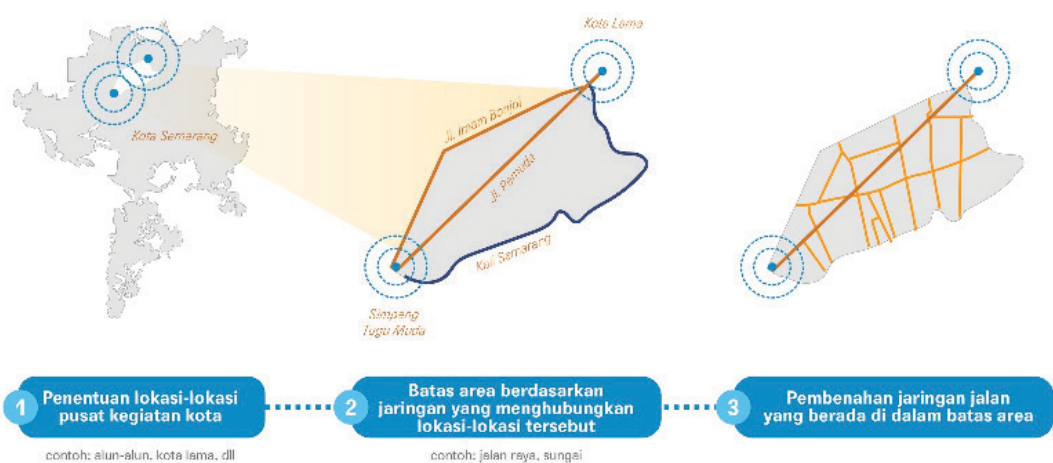 Kota Lama
Kota Semarang
Jl. Imam Bonjol
Jl. Pemuda
Kali Semarang
Simpang
Tugu Muda
1
Penentuan lokasi-lokasi
pusat kegiatan kota
contoh: alun-alun, kota lama, dll
2
Batas area berdasarkan
jaringan yang menghubungkan
lokasi-lokasi tersebut
contoh: jalan raya, sungai
3
Pembenahan jaringan jalan
yang berada di dalam batas area